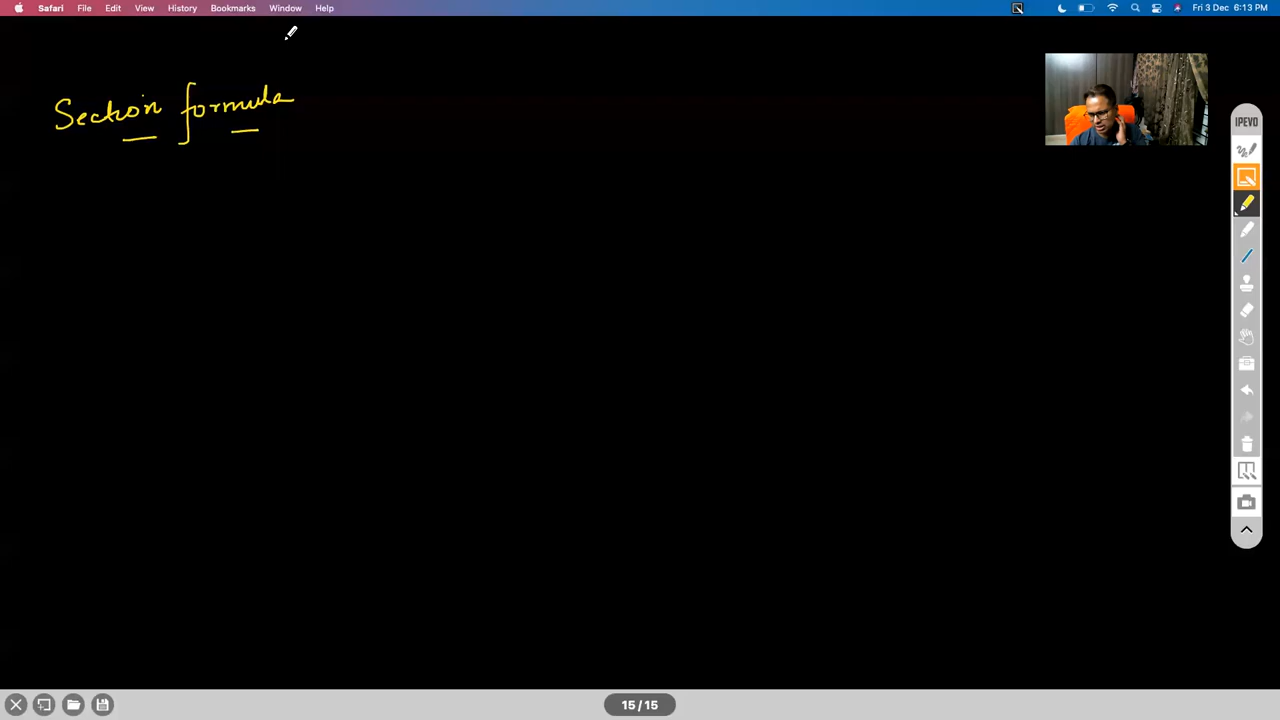 Safari File Edit View History Bookmarks Window Help Fri 3 Dec 6:13 PM
Section formula
IPEVO
15/15